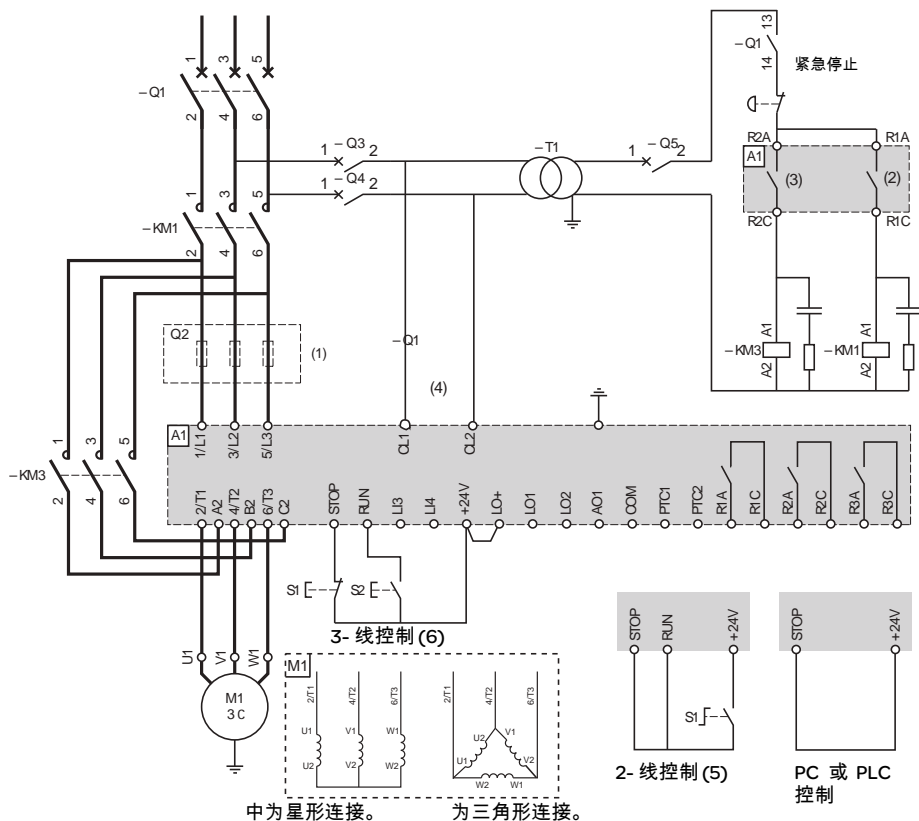 1 3 5
–Q1
2 4 6
13
–Q1
14
紧急停止
1 –Q3 2
1 –Q4 2
–T1
1 –Q5 2
R2A R1A
A1
(3) (2)
R2C R1C
1 3 5
–KM1
2 4 6
Q2
(1)
–Q1
(4)
A1 A1
–KM3 –KM1
A2 A2
1 3 5
–KM3
2 4 6
A1
1/L1 3/L2 5/L3 CL1 CL2
2/T1 A2 4/T2 B2 6/T3 C2 STOP RUN LI3 LI4 +24V LO+ LO1 LO2 AO1 COM PTC1 PTC2 R1A R1C R2A R2C R3A R3C
S1 S2
3- 线控制 (6)
U1 V1 W1
M1
3 C
M1
2/T1 4/T2 6/T3
U1 V1 W1
U2 V2 W2
2/T1 4/T2 6/T3
U2 V1
U1 V2
W2 W1
中为星形连接。
为三角形连接。
STOP RUN +24V
S1
2- 线控制 (5)
STOP +24V
PC 或 PLC
控制